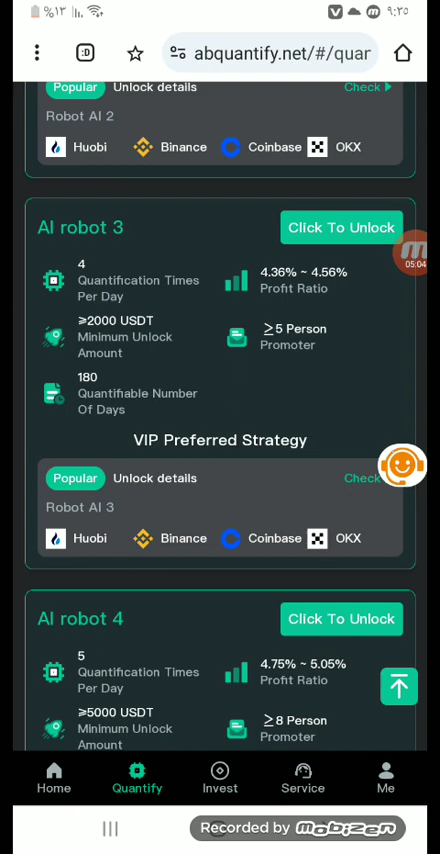 %١٣
V
m
٩:٣٥
:D
abquantify.net/#/quar
Popular
Unlock details
Check
Robot AI 2
Huobi
Binance
Coinbase
OKX
AI robot 3
Click To Unlock
05:04
4
Quantification Times
Per Day
4.36% ~ 4.56%
Profit Ratio
⩾2000 USDT
Minimum Unlock
Amount
≥5 Person
Promoter
180
Quantifiable Number
Of Days
VIP Preferred Strategy
Popular
Unlock details
Check
Robot AI 3
Huobi
Binance
Coinbase
OKX
AI robot 4
Click To Unlock
5
Quantification Times
Per Day
4.75% ~ 5.05%
Profit Ratio
⩾5000 USDT
Minimum Unlock
Amount
≥8 Person
Promoter
Home
Quantify
Invest
Service
Me
Recorded by MOBIZEN